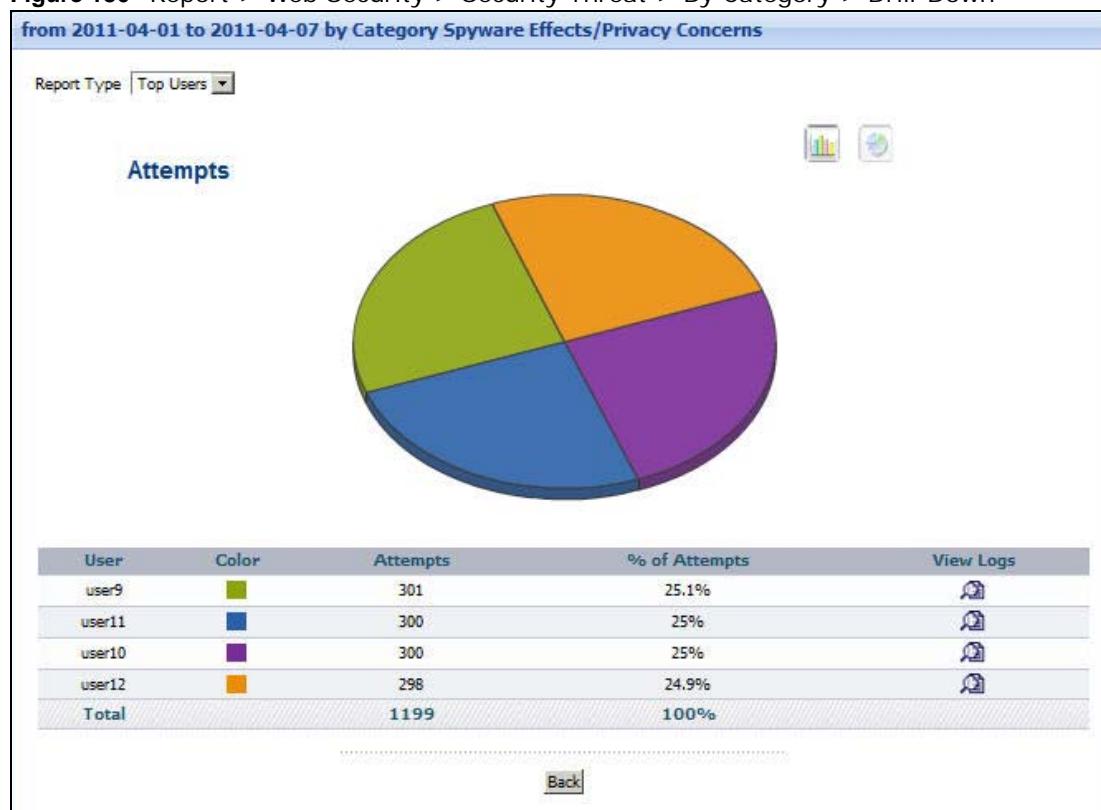 from 2011-04-01 to 2011-04-07 by Category Spyware Effects/Privacy Concerns
Report Type Top Users
Attempts
User Color Attempts % of Attempts View Logs
user9 301 25.1%
user11 300 25%
user10 300 25%
user12 298 24.9%
Total 1199 100%
Back